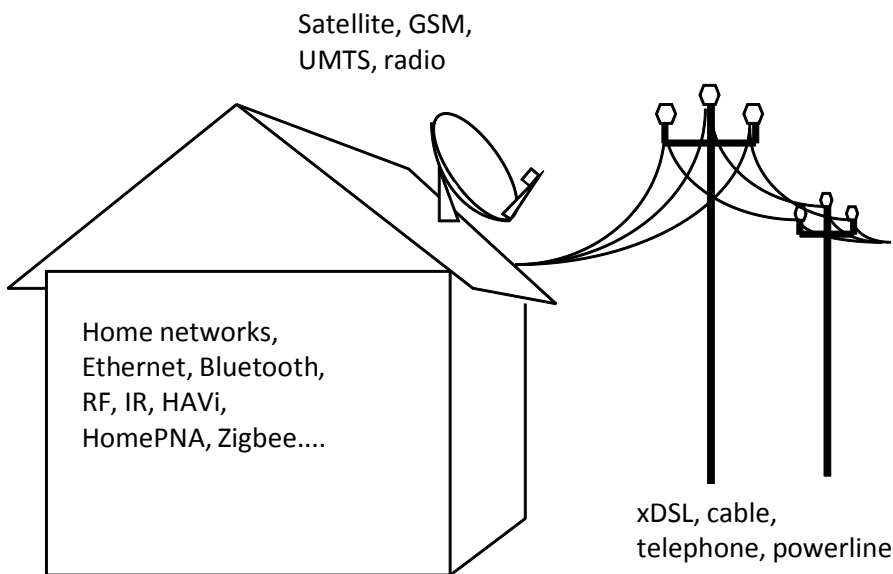 Satellite, GSM,
UMTS, radio
Home networks,
Ethernet, Bluetooth,
RF, IR, HAVi,
HomePNA, Zigbee....
xDSL, cable,
telephone, powerline